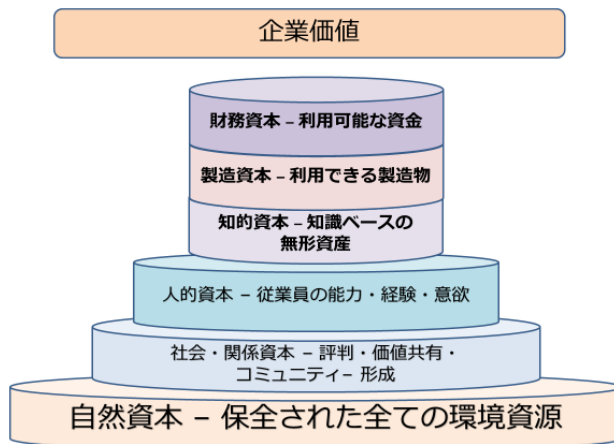 企業価値
財務資本 – 利用可能な資金
製造資本 – 利用できる製造物
知的資本 – 知識ベースの
無形資産
人的資本 – 従業員の能力・経験・意欲
社会・関係資本 – 評判・価値共有・
コミュニティ– 形成
自然資本 – 保全された全ての環境資源